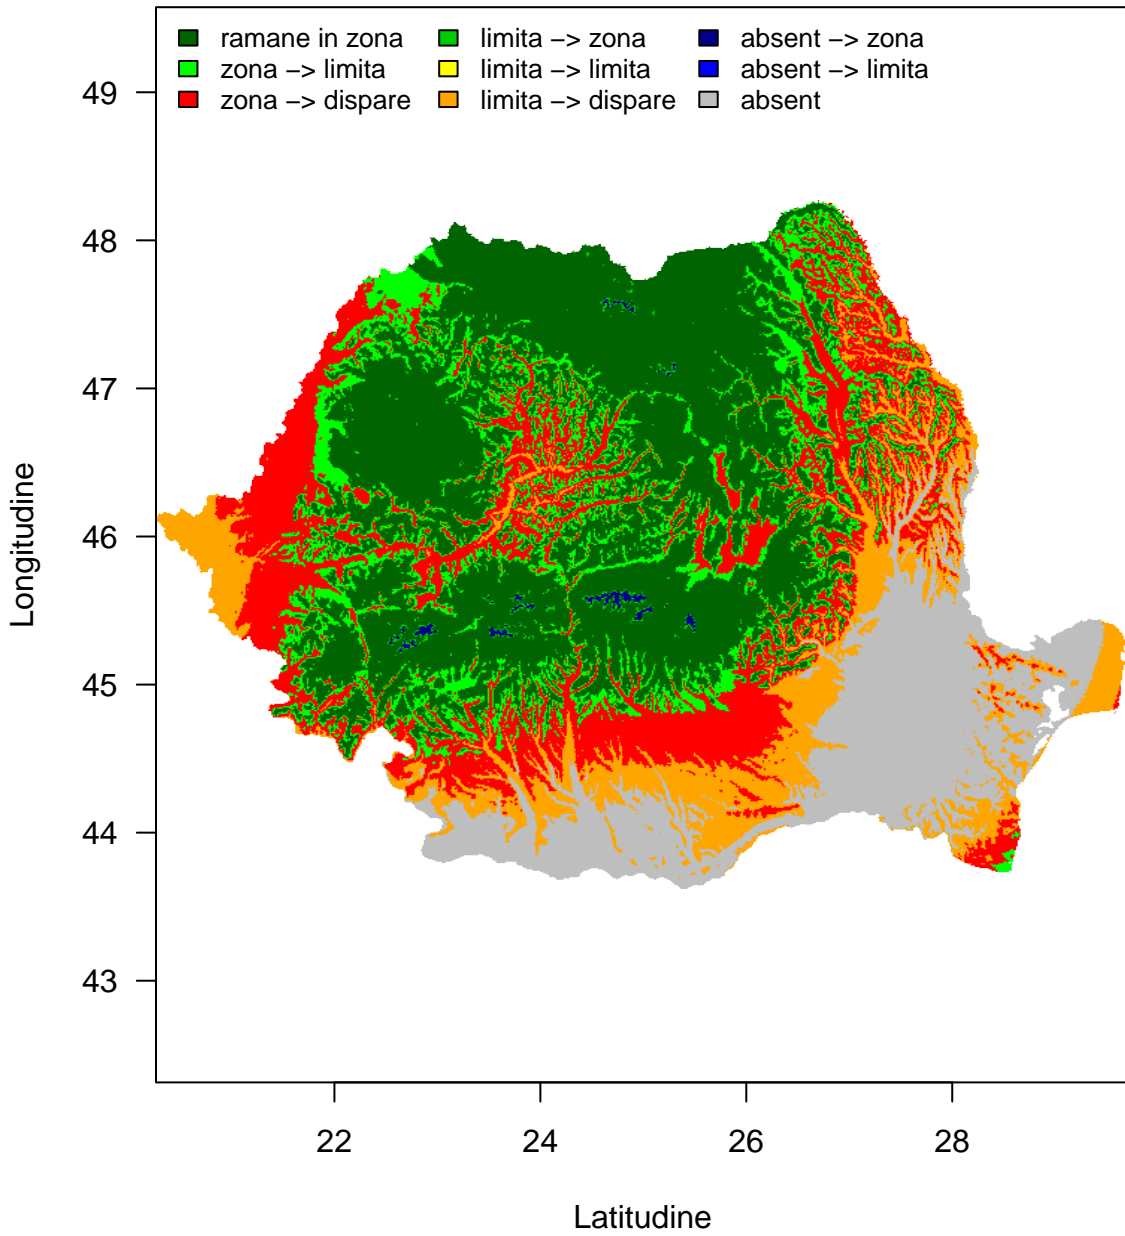 ramane in zona limita −> zona absent −> zona
zona −> limita limita −> limita absent −> limita
zona −> dispare limita −> dispare absent
49
48
47
46
45
44
43
Longitudine
22 24 26 28
Latitudine